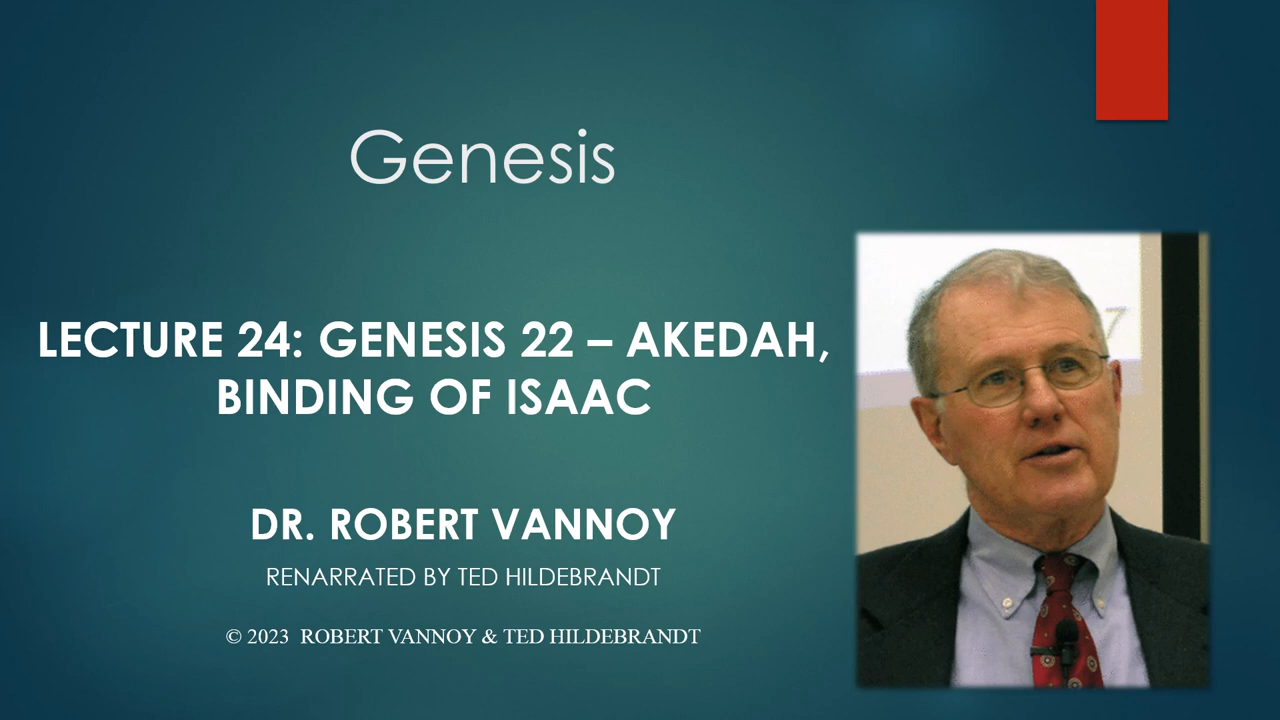 Genesis
LECTURE 24: GENESIS 22 – AKEDAH,
BINDING OF ISAAC
7
DR. ROBERT VANNOY
RENARRATED BY TED HILDEBRANDT
© 2023 ROBERT VANNOY & TED HILDEBRANDT